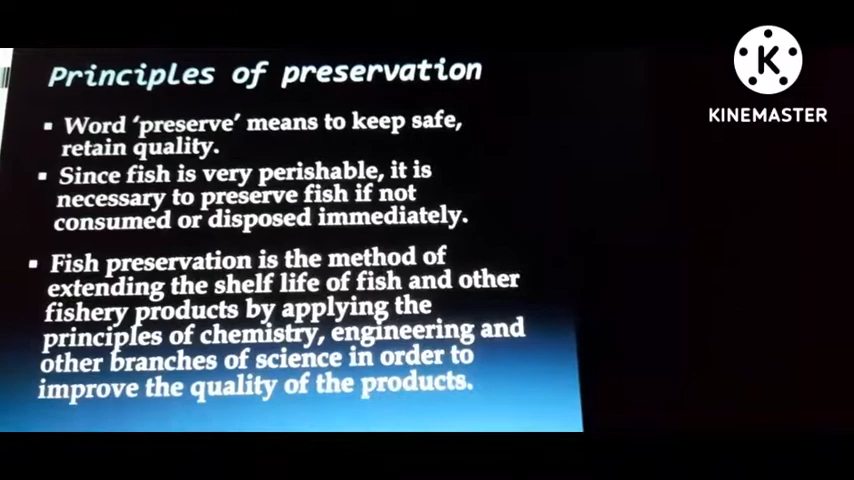 Principles of preservation
▪ Word 'preserve' means to keep safe,
retain quality.
▪ Since fish is very perishable, it is
necessary to preserve fish if not
consumed or disposed immediately.
▪ Fish preservation is the method of
extending the shelf life of fish and other
fishery products by applying the
principles of chemistry, engineering and
other branches of science in order to
improve the quality of the products.
K
KINEMASTER